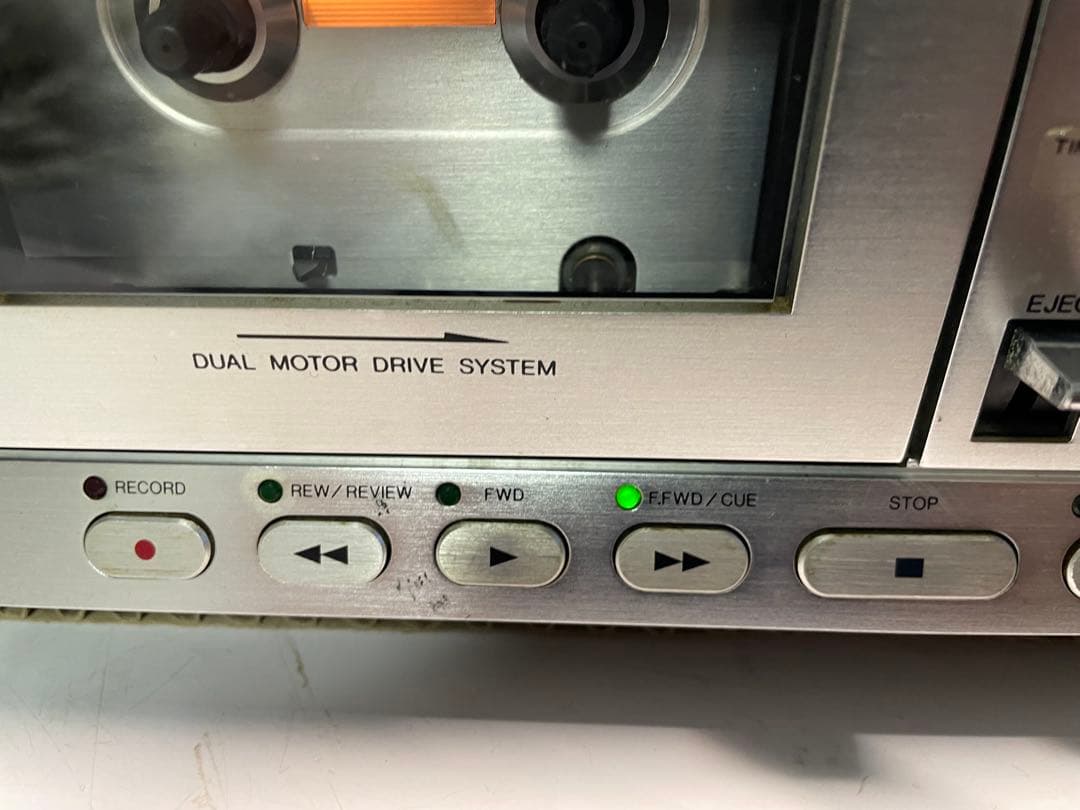 DUAL MOTOR DRIVE SYSTEM
RECORD
REW/REVIEW
FWD
F.FWD/CUE
STOP